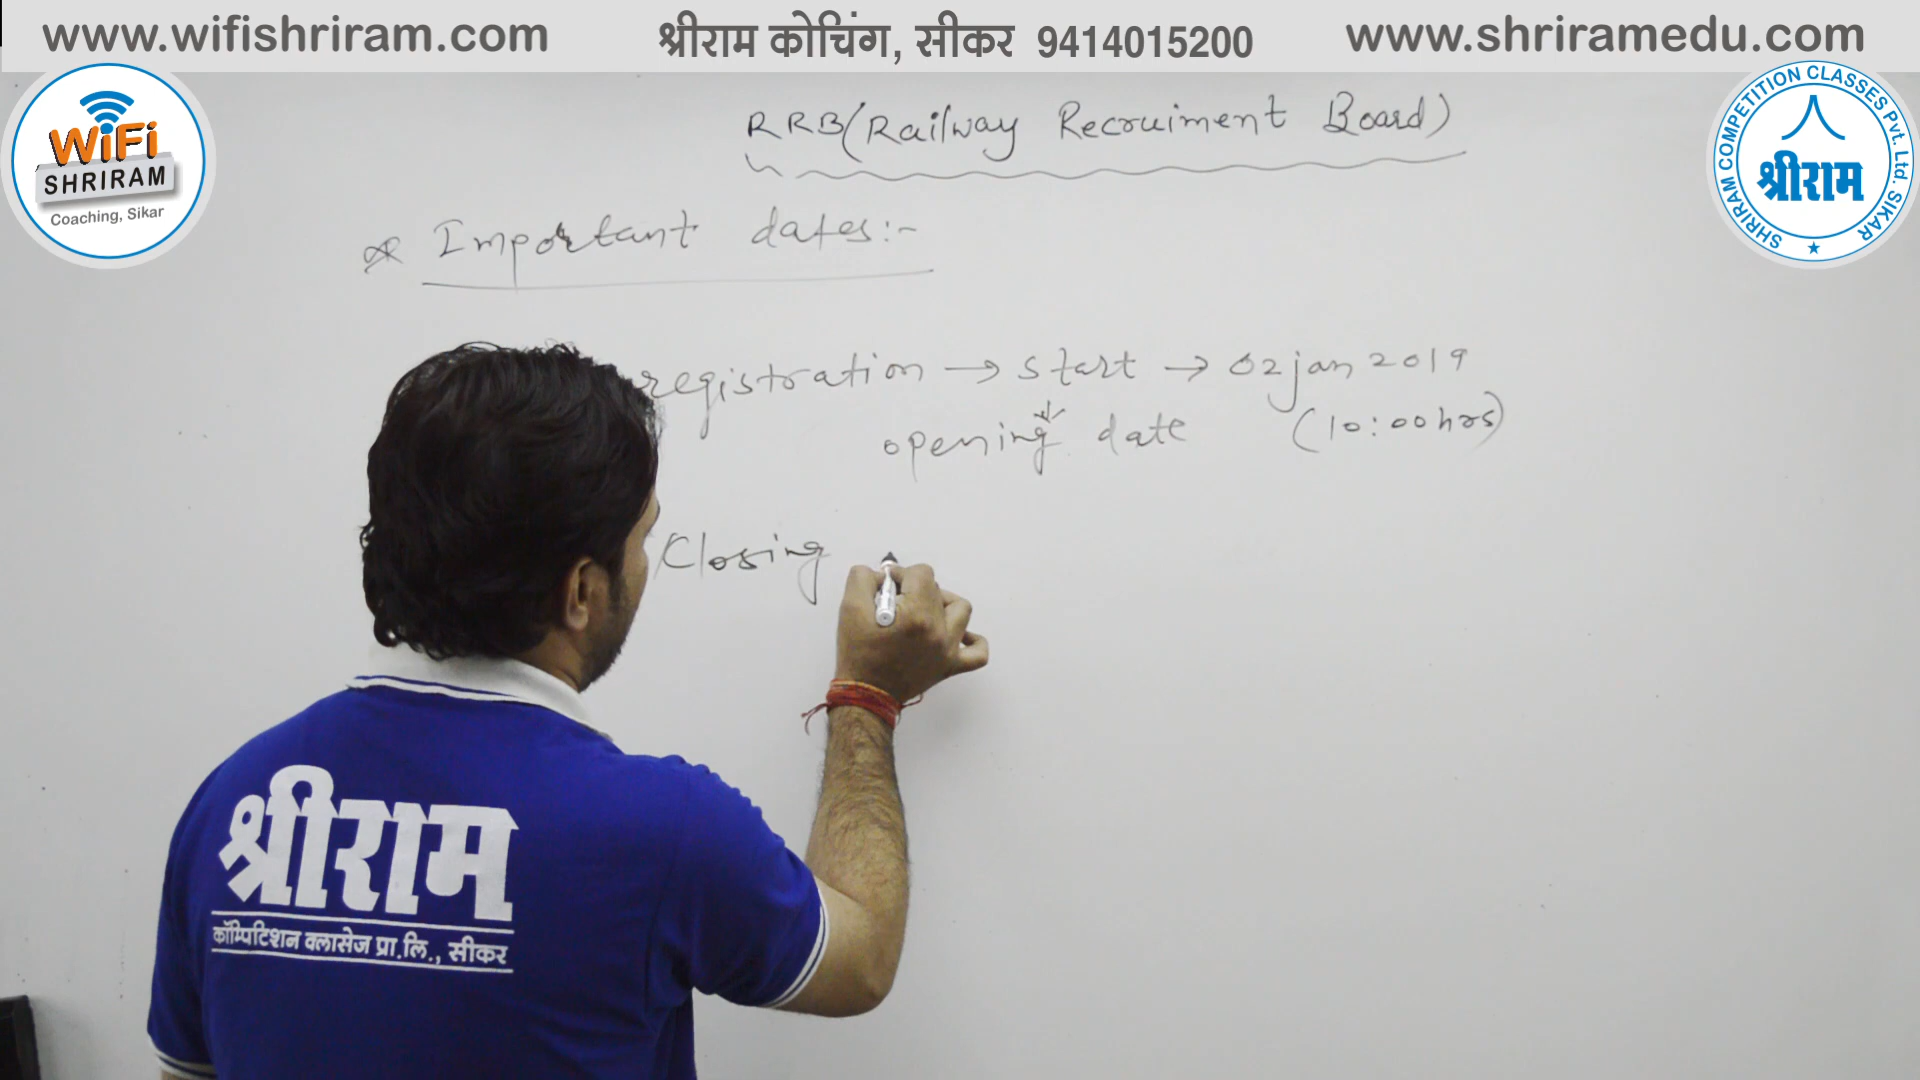 www.wifishriram.com श्रीराम कोचिंग, सीकर 9414015200 www.shriramedu.com
WiFi
SHRIRAM
Coaching, Sikar
SHRIRAM COMPETITION CLASSES Pvt. Ltd. SIKAR
श्रीराम
RRB(Railway Recruiment Board)
Important dates:-
registration → start → 02 jan 2019
opening date (10:00 hrs)
Closing
श्रीराम
कॉम्पिटिशन क्लासेज प्रा.लि., सीकर